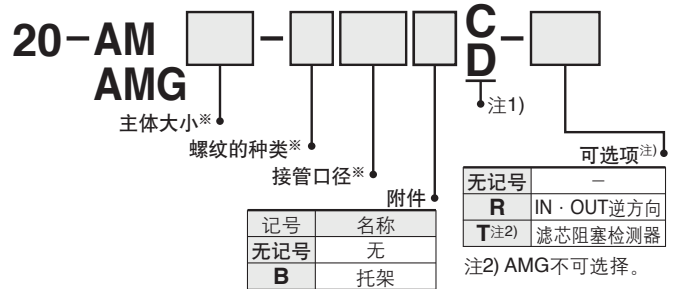 20-AM □-□□□C-□
AMG D
注1)
主体大小※
螺纹的种类※
接管口径※
附件
记号 名称
无记号 无
B 托架
可选项注)
无记号 −
R IN・OUT逆方向
T注2) 滤芯阻塞检测器
注2) AMG不可选择。